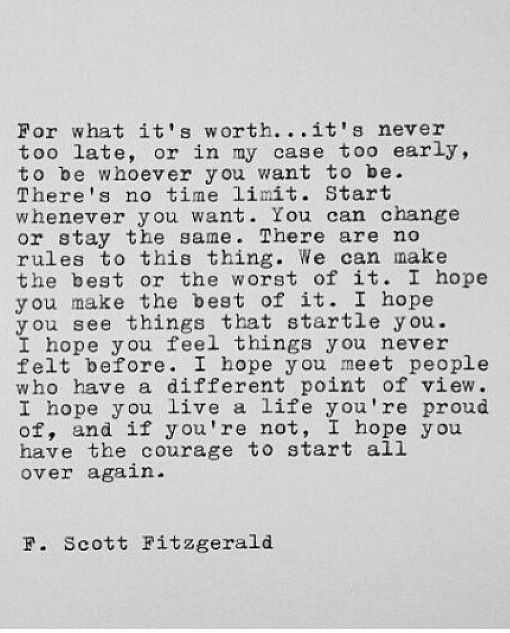 For what it's worth...it's never
too late, or in my case too early,
to be whoever you want to be.
There's no time limit. Start
whenever you want. You can change
or stay the same. There are no
rules to this thing. We can make
the best or the worst of it. I hope
you make the best of it. I hope
you see things that startle you.
I hope you feel things you never
felt before. I hope you meet people
who have a different point of view.
I hope you live a life you're proud
of, and if you're not, I hope you
have the courage to start all
over again.
F. Scott Fitzgerald